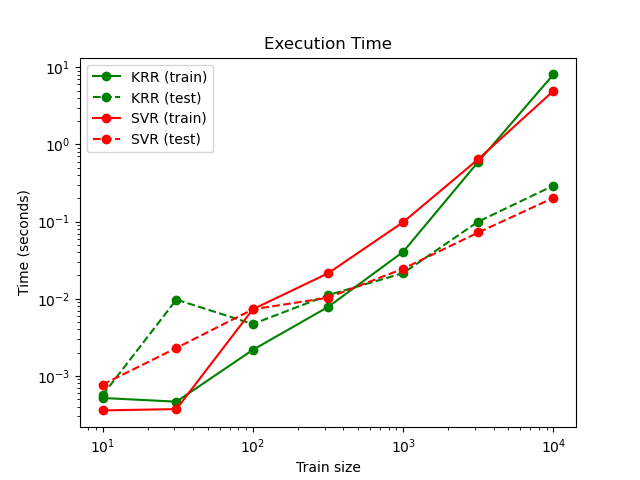 Execution Time
KRR (train)
KRR (test)
SVR (train)
SVR (test)
Time (seconds)
10¹
10⁰
10⁻¹
10⁻²
10⁻³
10¹
10²
10³
10⁴
Train size